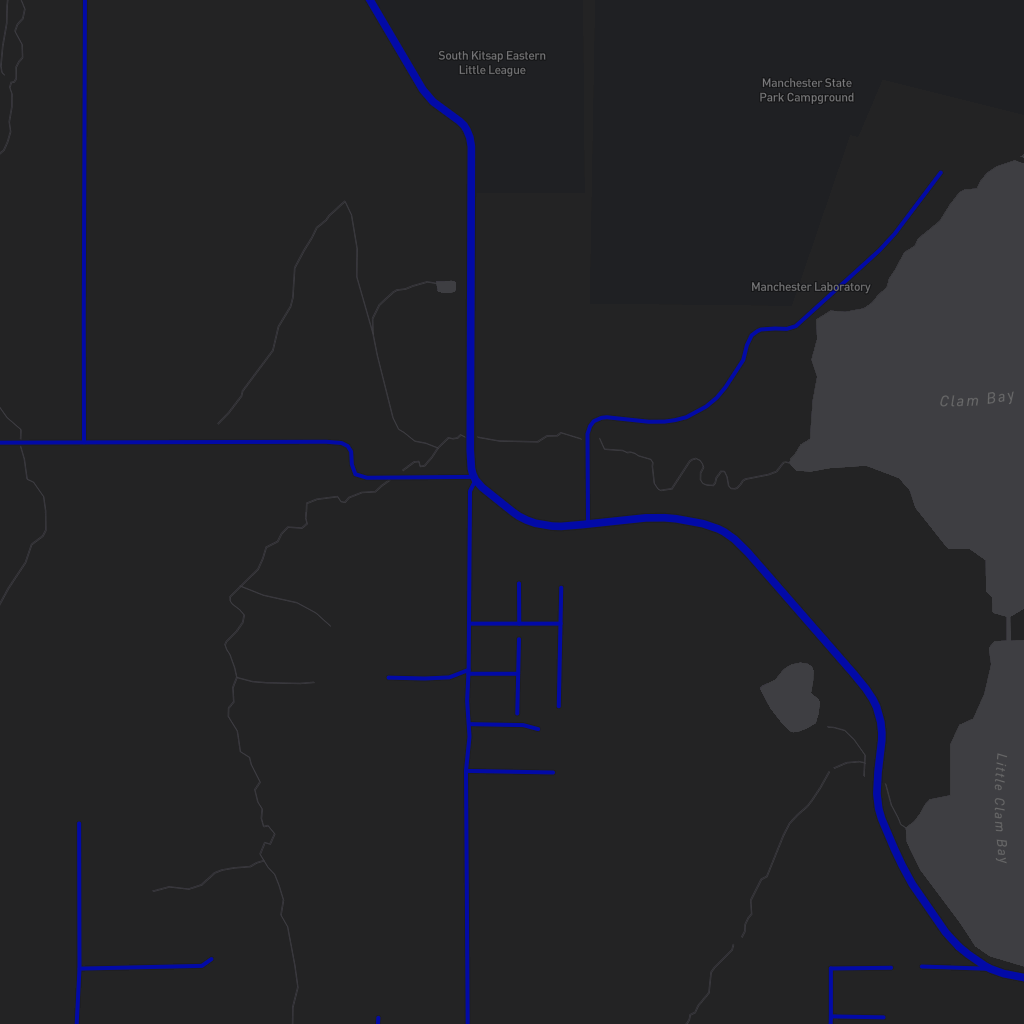 South Kitsap Eastern
Little League
Manchester State
Park Campground
Manchester Laboratory
Clam Bay
Little Clam Bay